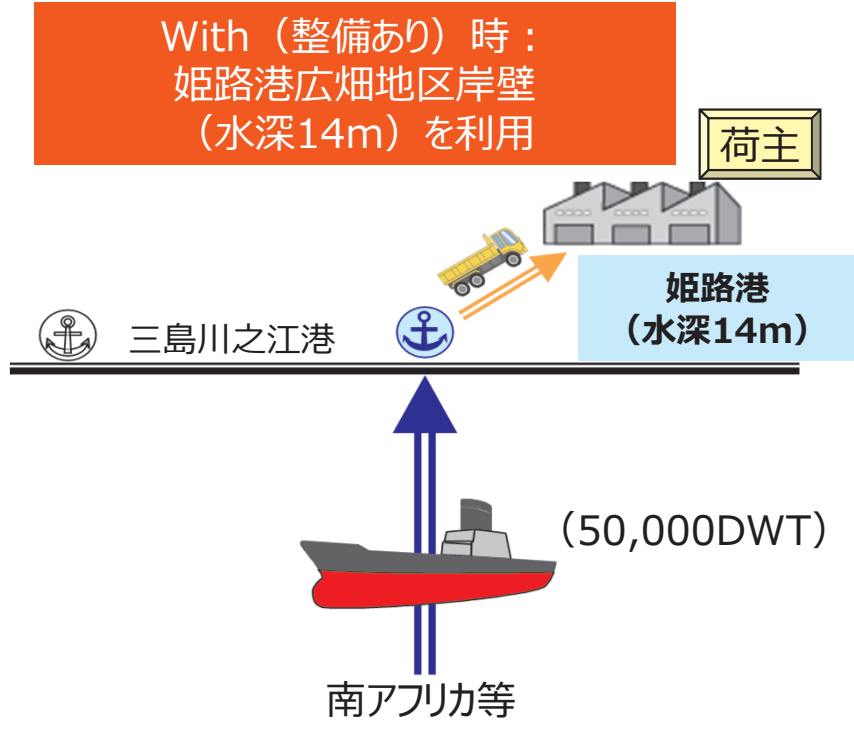 With（整備あり）時：
姫路港広畑地区岸壁
（水深14m）を利用
荷主
姫路港
（水深14m）
三島川之江港
（50,000DWT）
南アフリカ等